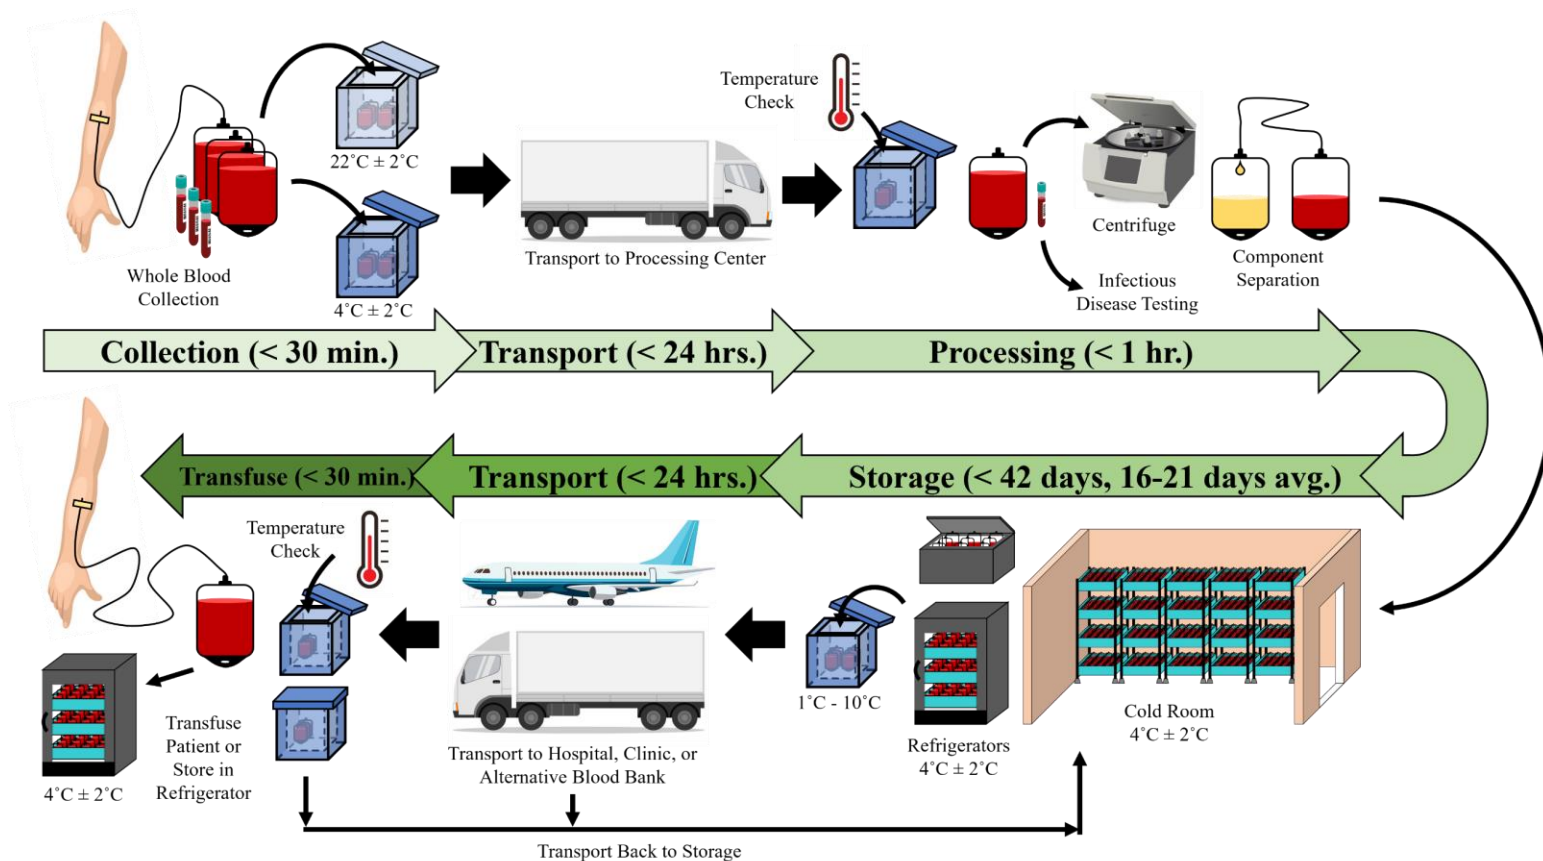 Whole Blood
Collection
22˚C ± 2˚C
4˚C ± 2˚C
Transport to Processing Center
Temperature
Check
Centrifuge
Infectious
Disease Testing
Component
Separation
Collection (< 30 min.)
Transport (< 24 hrs.)
Processing (< 1 hr.)
Storage (< 42 days, 16-21 days avg.)
Transport (< 24 hrs.)
Transfuse (< 30 min.)
Cold Room
4˚C ± 2˚C
Refrigerators
4˚C ± 2˚C
1˚C - 10˚C
Transport to Hospital, Clinic, or
Alternative Blood Bank
Temperature
Check
Transfuse
Patient or
Store in
Refrigerator
4˚C ± 2˚C
Transport Back to Storage